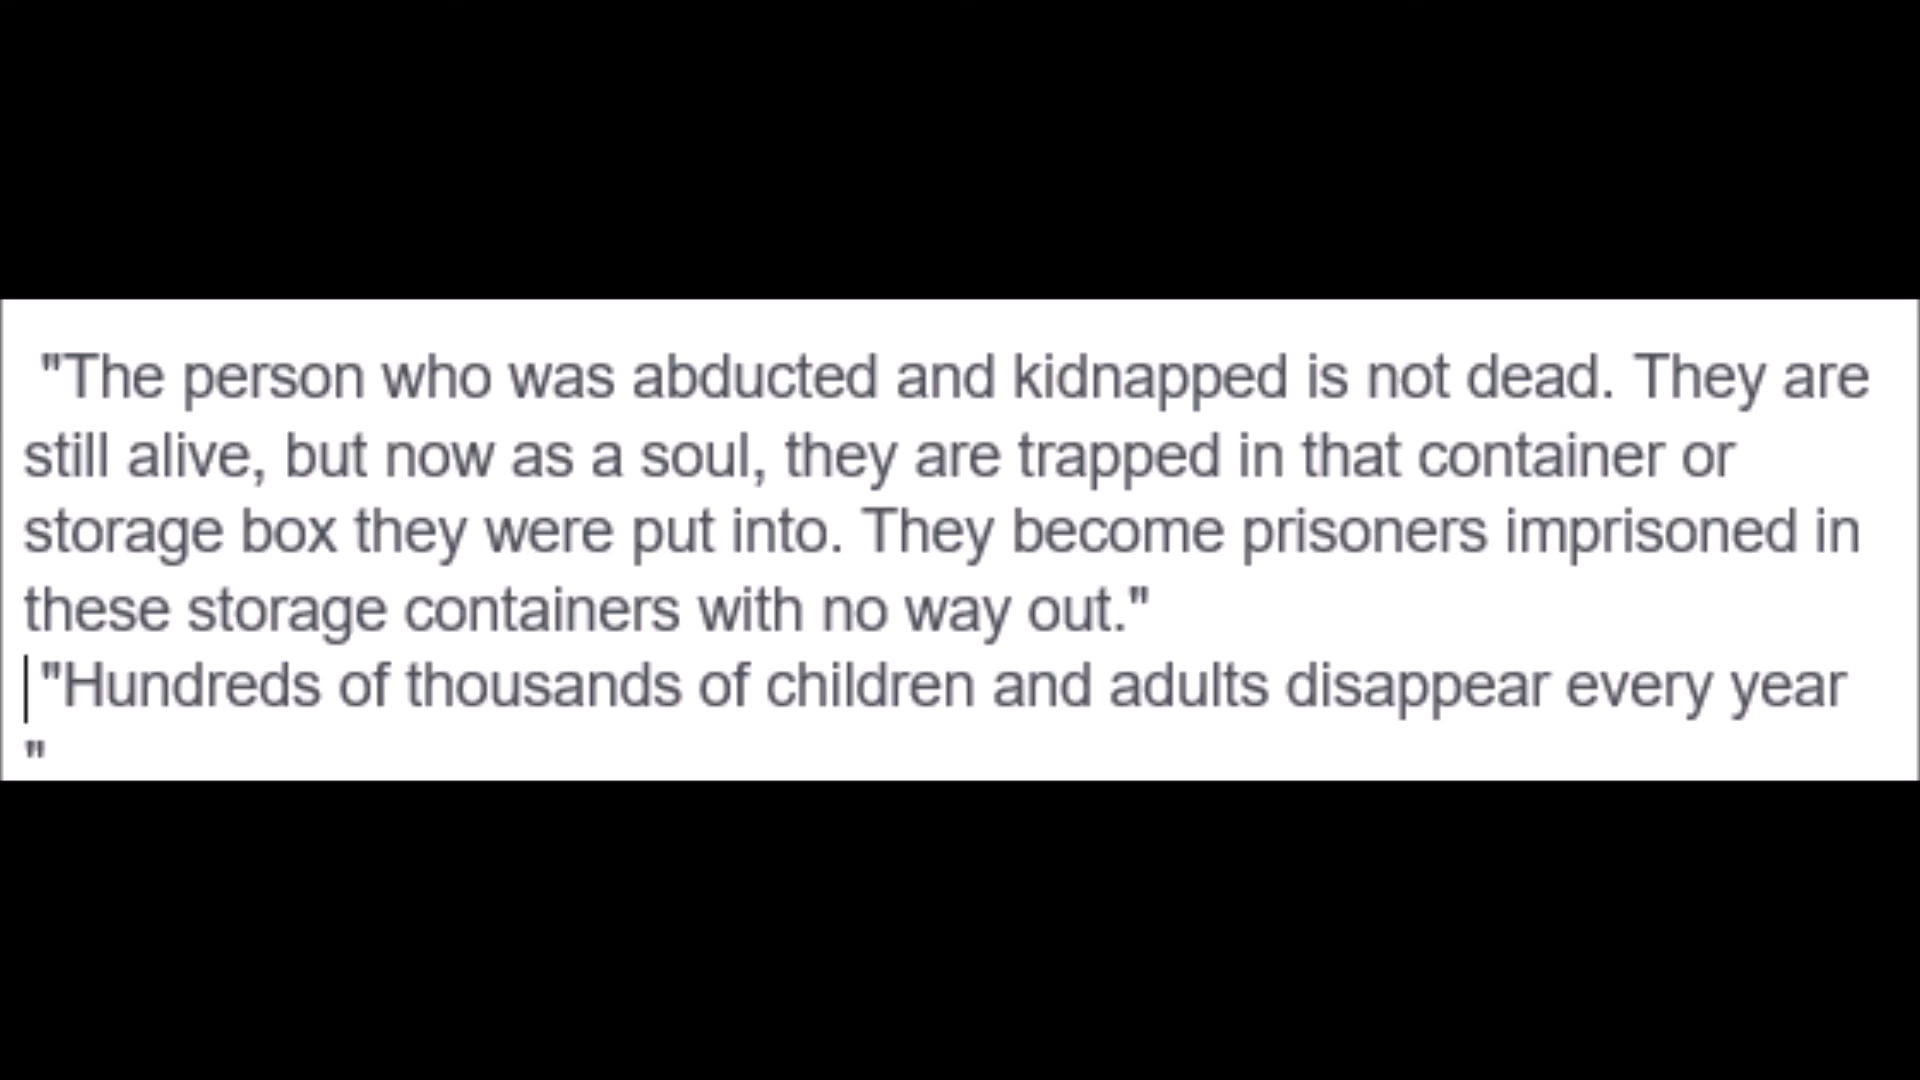 "The person who was abducted and kidnapped is not dead. They are
still alive, but now as a soul, they are trapped in that container or
storage box they were put into. They become prisoners imprisoned in
these storage containers with no way out."
"Hundreds of thousands of children and adults disappear every year
"